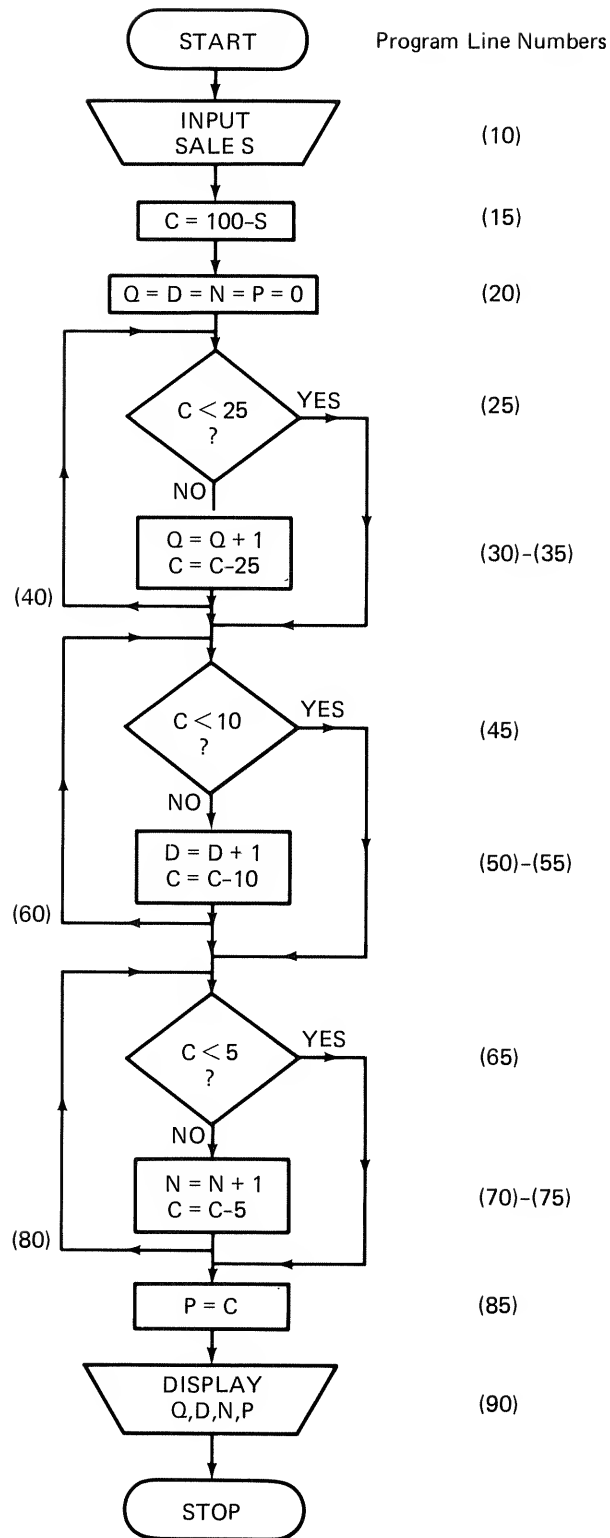 START
Program Line Numbers
INPUT
SALE S
(10)
C = 100-S
(15)
Q = D = N = P = 0
(20)
C < 25
?
YES
(25)
NO
Q = Q + 1
C = C-25
(30)-(35)
(40)
C < 10
?
YES
(45)
NO
D = D + 1
C = C-10
(50)-(55)
(60)
C < 5
?
YES
(65)
NO
N = N + 1
C = C-5
(70)-(75)
(80)
P = C
(85)
DISPLAY
Q,D,N,P
(90)
STOP